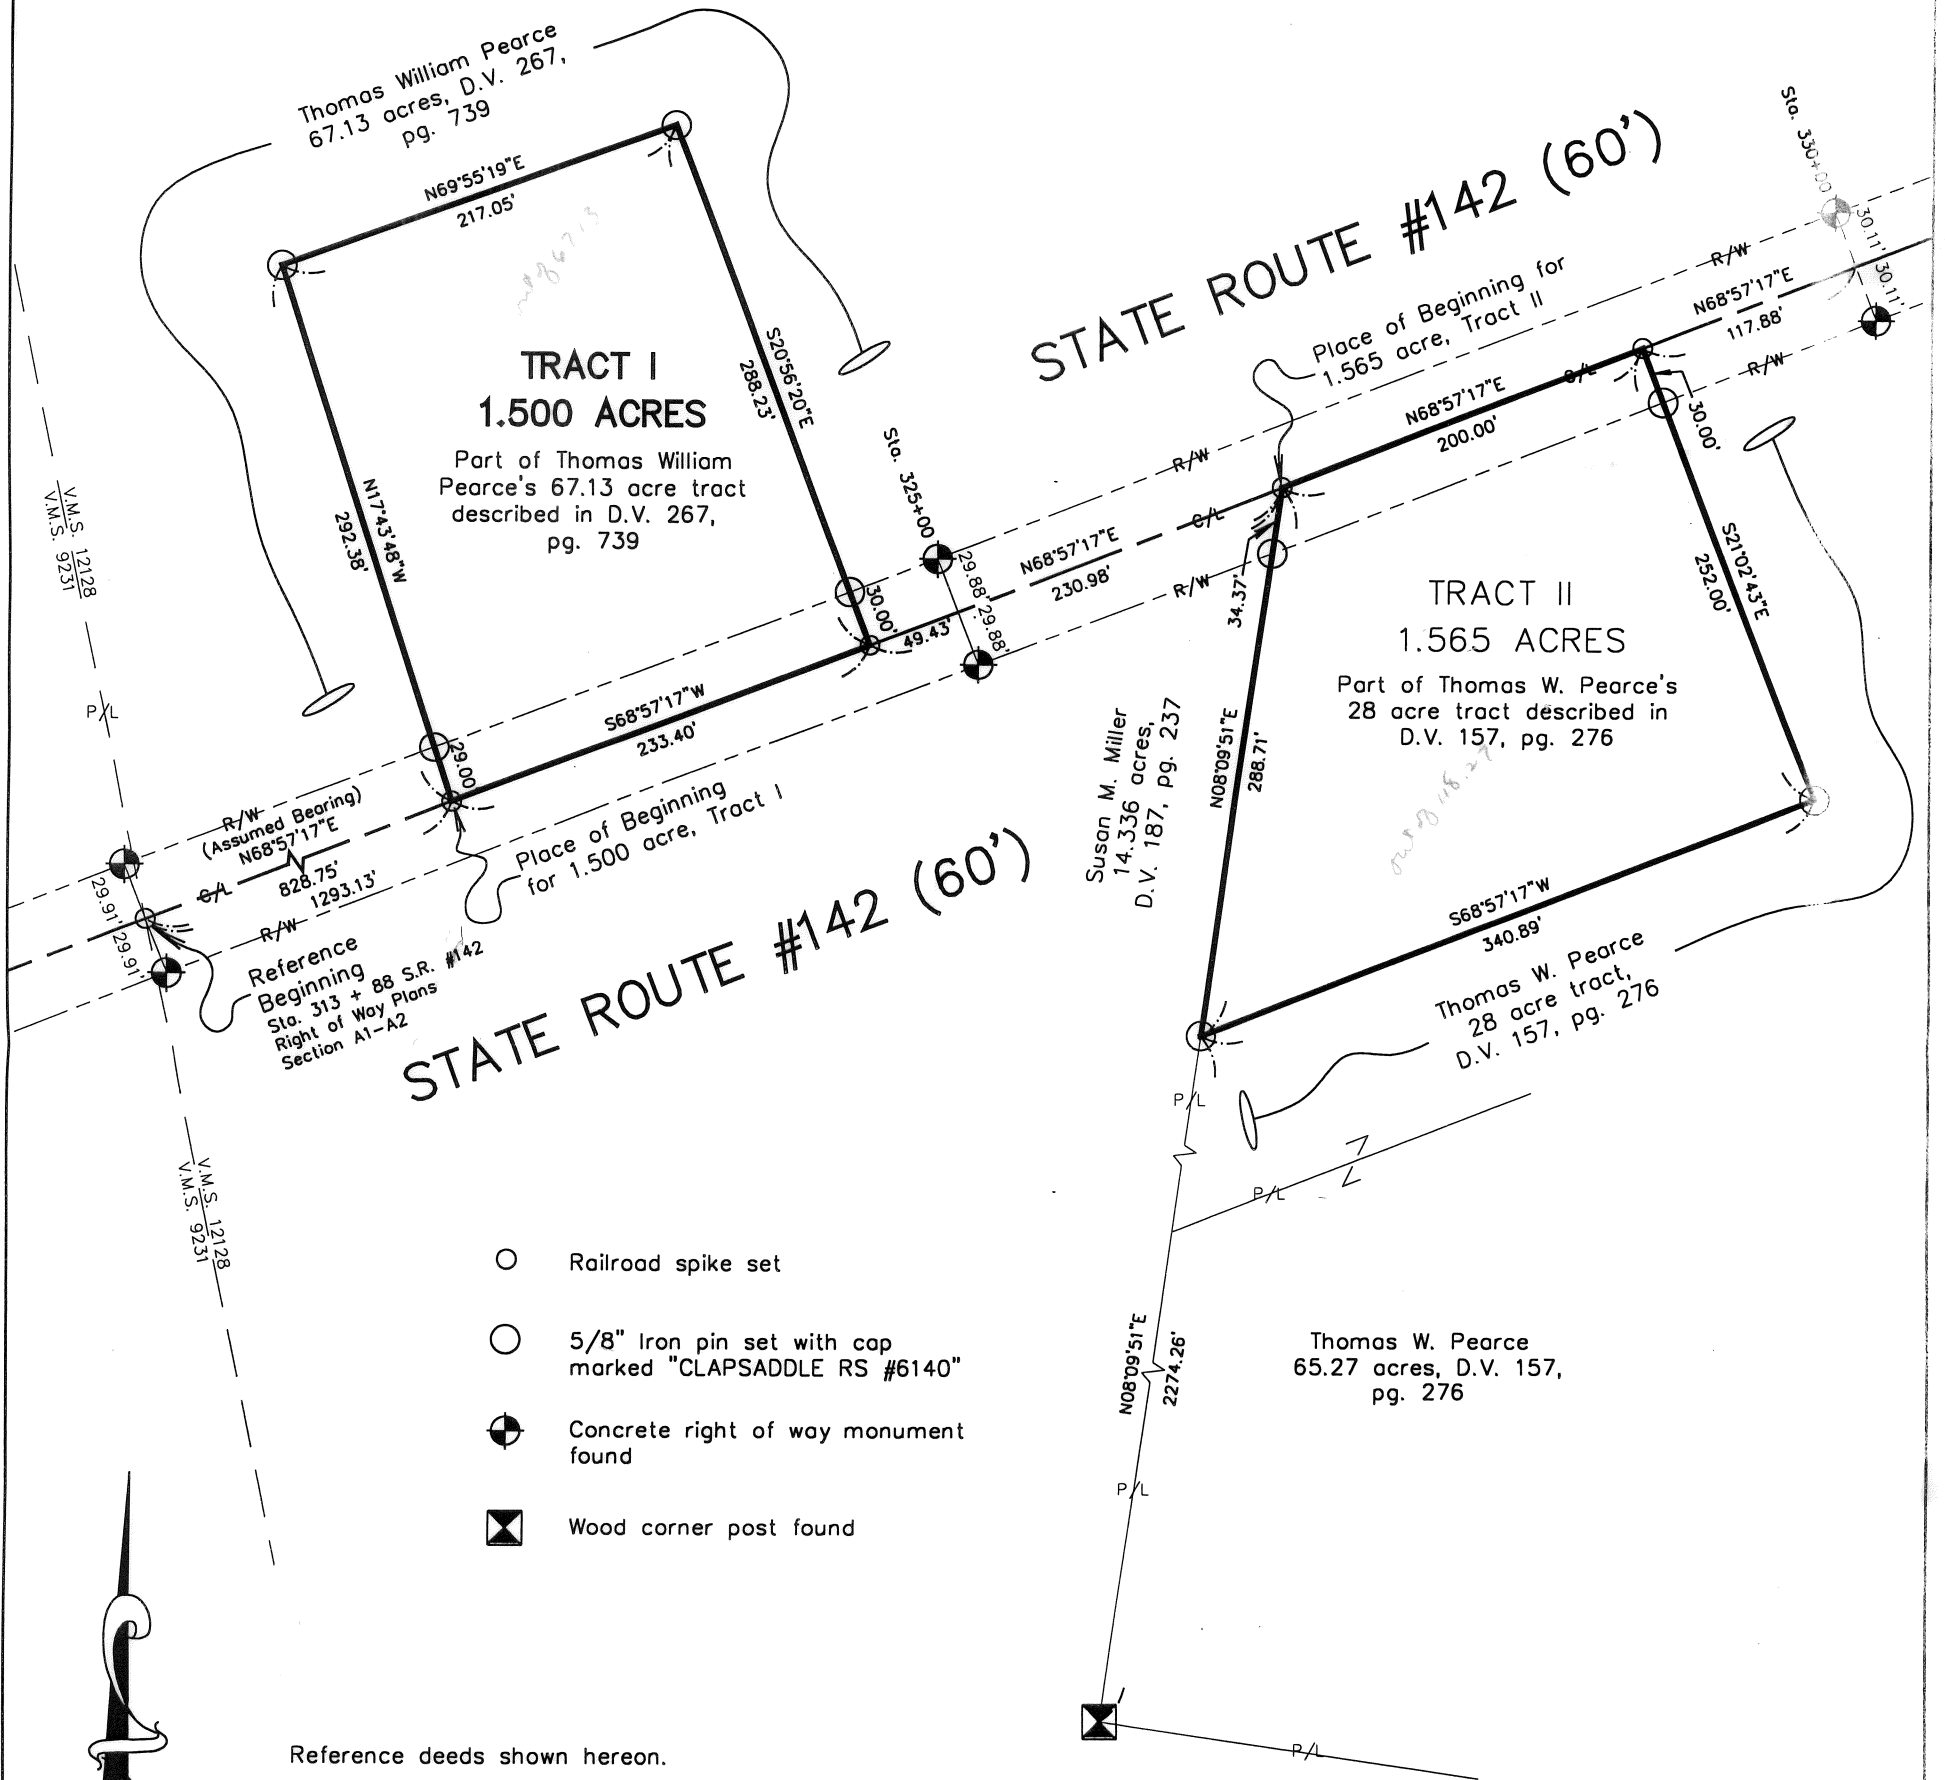 Thomas William Pearce
67.13 acres, D.V. 267,
pg. 739
N69°55'19"E
217.05'
out of 67.13
TRACT I
1.500 ACRES
Part of Thomas William
Pearce's 67.13 acre tract
described in D.V. 267,
pg. 739
N17°43'48"W
292.38'
S20°56'20"E
288.23'
30.00'
29.00
S68°57'17"W
233.40'
49.43'
V.M.S. 12128
V.M.S. 9231
P/L
R/W
(Assumed Bearing)
N68°57'17"E
828.75'
1293.13'
C/L
R/W
29.91'
29.91'
Place of Beginning
for 1.500 acre, Tract I
Reference
Beginning
Sta. 313 + 88 S.R. #142
Right of Way Plans
Section A1-A2
STATE ROUTE #142 (60')
Sta. 325+00
29.88'
29.88'
N68°57'17"E
230.98'
C/L
R/W
R/W
STATE ROUTE #142 (60')
Place of Beginning for
1.565 acre, Tract II
N68°57'17"E
200.00'
C/L
R/W
N68°57'17"E
117.88'
R/W
Sta. 330+00
30.11'
30.11'
30.00'
34.37'
TRACT II
1.565 ACRES
Part of Thomas W. Pearce's
28 acre tract described in
D.V. 157, pg. 276
out of 118.27
S21°02'43"E
252.00'
N08°09'51"E
288.71'
S68°57'17"W
340.89'
Susan M. Miller
14.336 acres,
D.V. 187, pg. 237
Thomas W. Pearce
28 acre tract,
D.V. 157, pg. 276
P/L
P/L
Z
V.M.S. 12128
V.M.S. 9231
Railroad spike set
5/8" Iron pin set with cap
marked "CLAPSADDLE RS #6140"
Concrete right of way monument
found
Wood corner post found
N08°09'51"E
2274.26'
P/L
Thomas W. Pearce
65.27 acres, D.V. 157,
pg. 276
P/L
Reference deeds shown hereon.